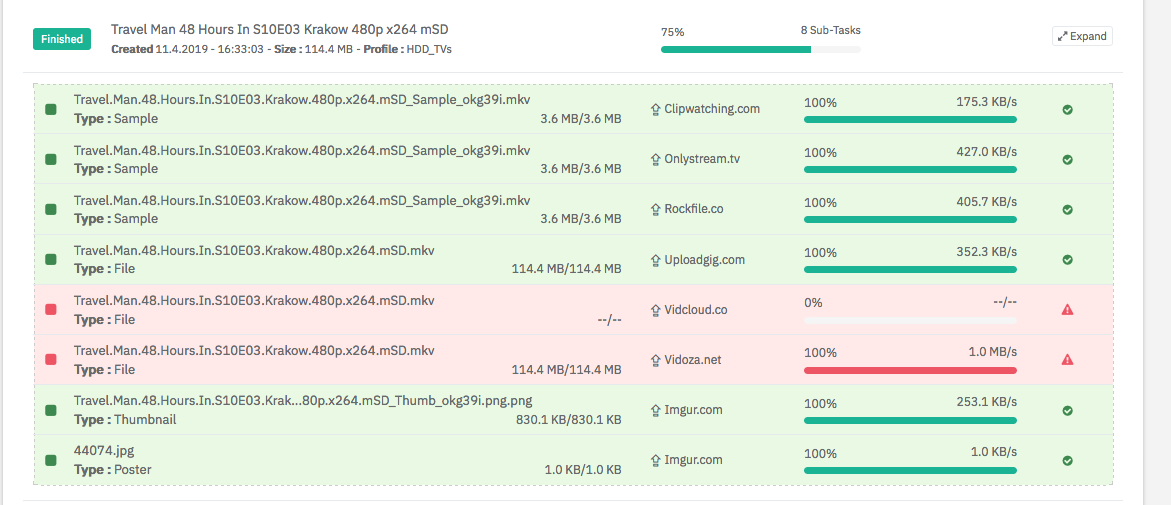 Finished
Travel Man 48 Hours In S10E03 Krakow 480p x264 mSD
Created 11.4.2019 - 16:33:03 - Size : 114.4 MB - Profile : HDD_TVs
75% 8 Sub-Tasks
Expand
Travel.Man.48.Hours.In.S10E03.Krakow.480p.x264.mSD_Sample_okg39i.mkv
Type : Sample 3.6 MB/3.6 MB
Clipwatching.com
100% 175.3 KB/s
Travel.Man.48.Hours.In.S10E03.Krakow.480p.x264.mSD_Sample_okg39i.mkv
Type : Sample 3.6 MB/3.6 MB
Onlystream.tv
100% 427.0 KB/s
Travel.Man.48.Hours.In.S10E03.Krakow.480p.x264.mSD_Sample_okg39i.mkv
Type : Sample 3.6 MB/3.6 MB
Rockfile.co
100% 405.7 KB/s
Travel.Man.48.Hours.In.S10E03.Krakow.480p.x264.mSD.mkv
Type : File 114.4 MB/114.4 MB
Uploadgig.com
100% 352.3 KB/s
Travel.Man.48.Hours.In.S10E03.Krakow.480p.x264.mSD.mkv
Type : File --/--
Vidcloud.co
0% --/--
Travel.Man.48.Hours.In.S10E03.Krakow.480p.x264.mSD.mkv
Type : File 114.4 MB/114.4 MB
Vidoza.net
100% 1.0 MB/s
Travel.Man.48.Hours.In.S10E03.Krak...80p.x264.mSD_Thumb_okg39i.png.png
Type : Thumbnail 830.1 KB/830.1 KB
Imgur.com
100% 253.1 KB/s
44074.jpg
Type : Poster 1.0 KB/1.0 KB
Imgur.com
100% 1.0 KB/s